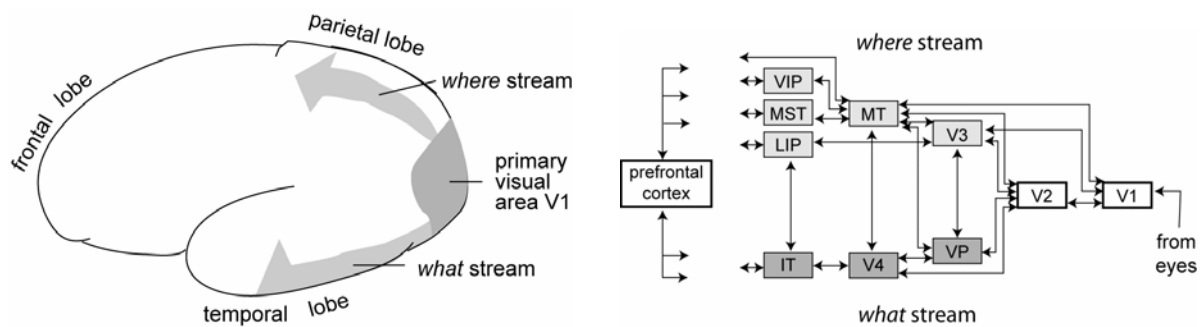 parietal lobe
where stream
frontal lobe
primary
visual
area V1
what stream
temporal lobe
where stream
VIP
MST
MT
LIP
V3
prefrontal
cortex
V2
V1
from
eyes
IT
V4
VP
what stream